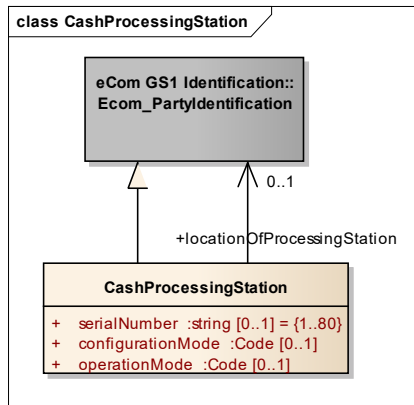 class CashProcessingStation
eCom GS1 Identification::
Ecom_PartyIdentification
0..1
+locationOfProcessingStation
CashProcessingStation
+ serialNumber :string [0..1] = {1..80}
+ configurationMode :Code [0..1]
+ operationMode :Code [0..1]